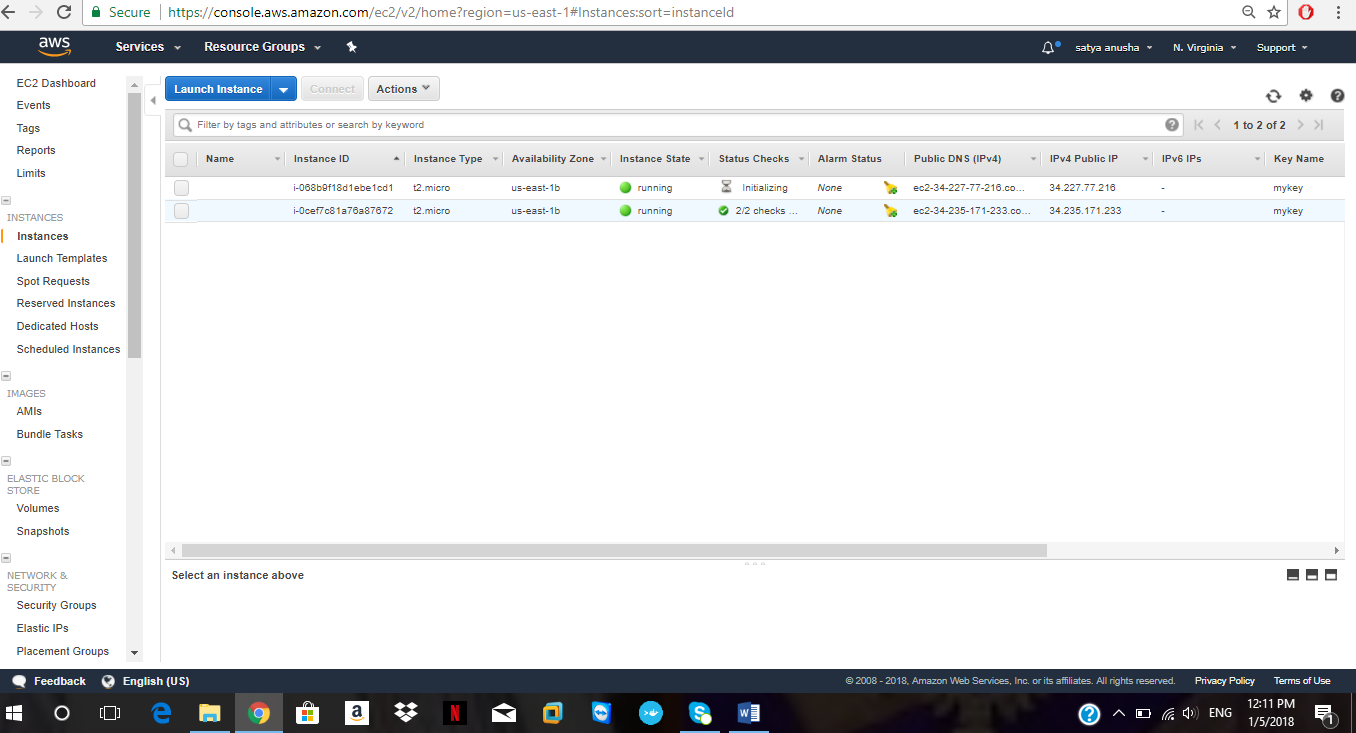 Secure
https://console.aws.amazon.com/ec2/v2/home?region=us-east-1#Instances:sort=instanceId
aws Services Resource Groups satya anusha N. Virginia Support
EC2 Dashboard
Events
Tags
Reports
Limits
INSTANCES
Instances
Launch Templates
Spot Requests
Reserved Instances
Dedicated Hosts
Scheduled Instances
IMAGES
AMIs
Bundle Tasks
ELASTIC BLOCK
STORE
Volumes
Snapshots
NETWORK &
SECURITY
Security Groups
Elastic IPs
Placement Groups
Launch Instance Connect Actions
Filter by tags and attributes or search by keyword 1 to 2 of 2
Name Instance ID Instance Type Availability Zone Instance State Status Checks Alarm Status Public DNS (IPv4) IPv4 Public IP IPv6 IPs Key Name
i-068b9f18d1ebe1cd1 t2.micro us-east-1b running Initializing None ec2-34-227-77-216.co... 34.227.77.216 - mykey
i-0cef7c81a76a87672 t2.micro us-east-1b running 2/2 checks ... None ec2-34-235-171-233.co... 34.235.171.233 - mykey
Select an instance above
Feedback English (US) © 2008 - 2018, Amazon Web Services, Inc. or its affiliates. All rights reserved. Privacy Policy Terms of Use
ENG
12:11 PM
1/5/2018
1